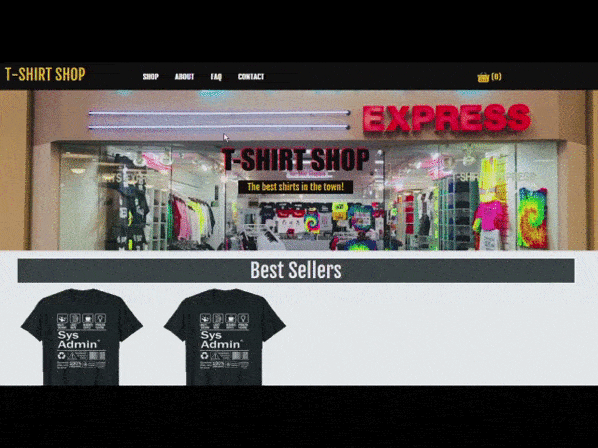 T-SHIRT SHOP
SHOP ABOUT FAQ CONTACT (0)
EXPRESS
T-SHIRT SHOP
The best shirts in the town!
Best Sellers
Sys Admin
Sys Admin